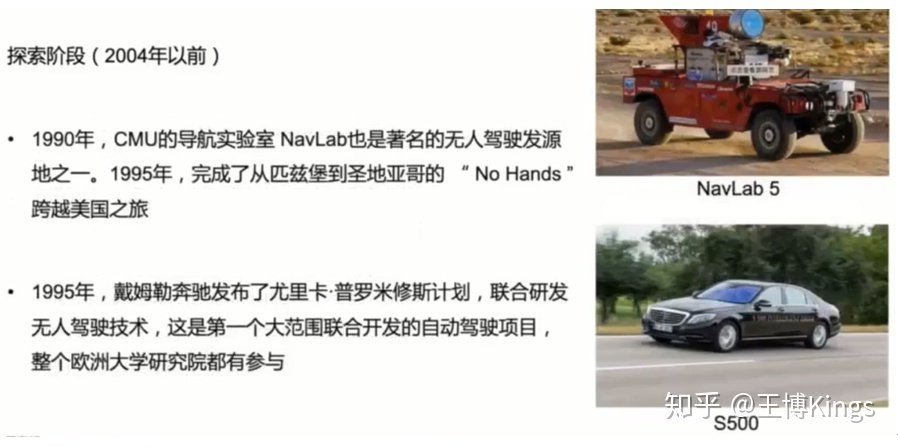 探索阶段（2004年以前）
• 1990年，CMU的导航实验室 NavLab也是著名的无人驾驶发源
地之一。1995年，完成了从匹兹堡到圣地亚哥的 “No Hands”
跨越美国之旅
NavLab 5
• 1995年，戴姆勒奔驰发布了尤里卡·普罗米修斯计划，联合研发
无人驾驶技术，这是第一个大范围联合开发的自动驾驶项目，
整个欧洲大学研究院都有参与
知乎 @王博Kings
S500